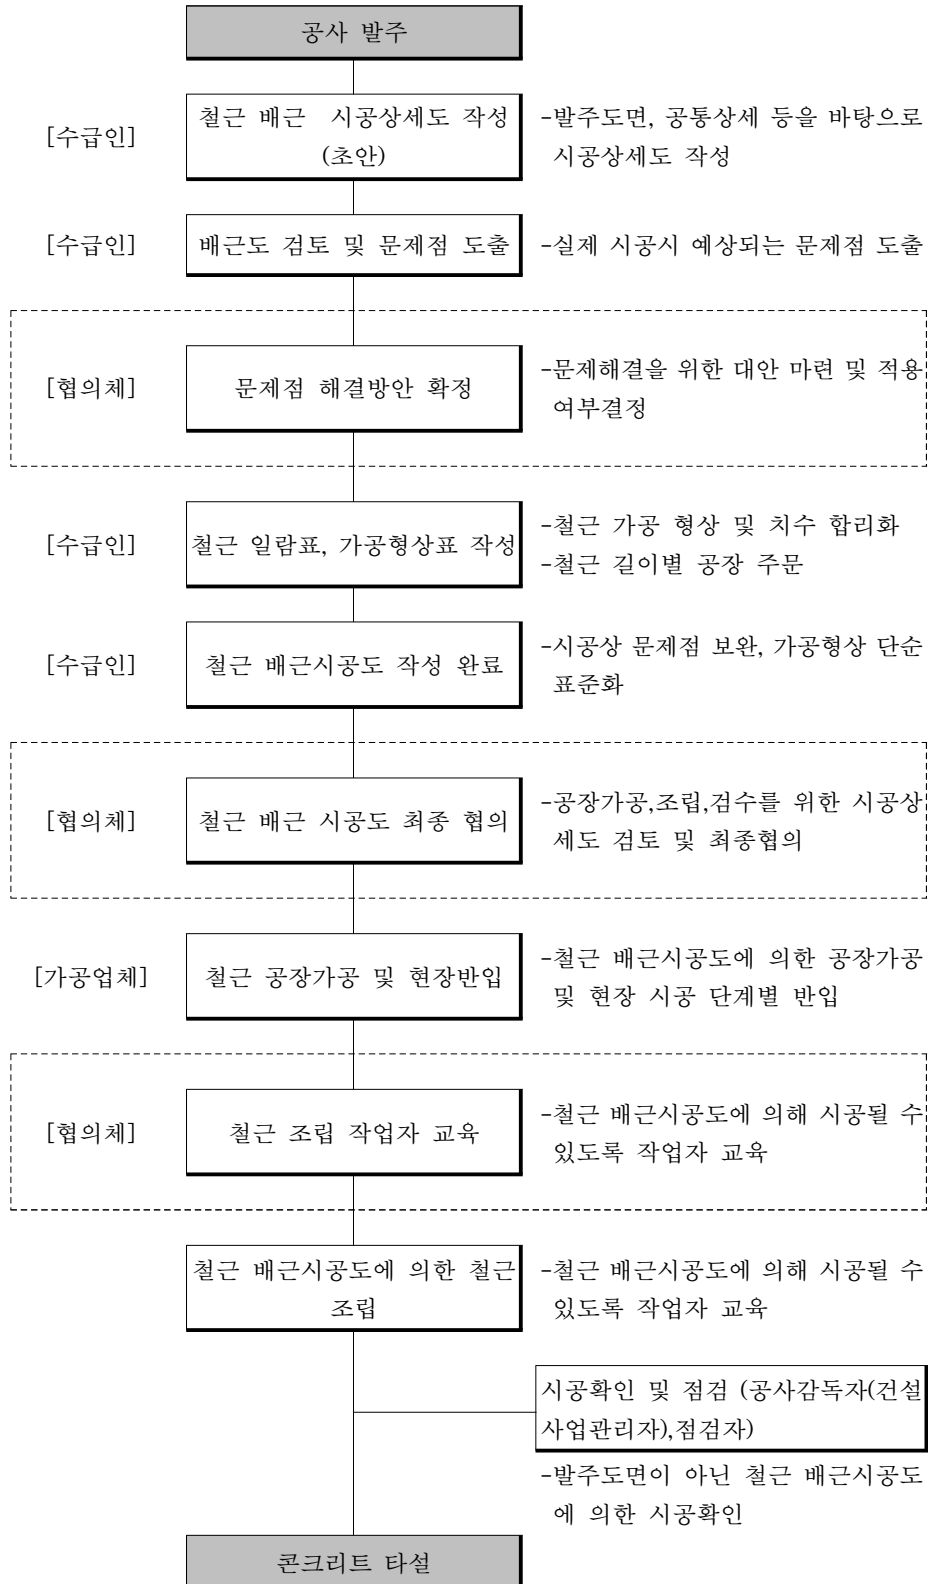 공사 발주
[수급인]
철근 배근 시공상세도 작성
(초안)
-발주도면, 공통상세 등을 바탕으로
시공상세도 작성
[수급인]
배근도 검토 및 문제점 도출
-실제 시공시 예상되는 문제점 도출
[협의체]
문제점 해결방안 확정
-문제해결을 위한 대안 마련 및 적용
여부결정
[수급인]
철근 일람표, 가공형상표 작성
-철근 가공 형상 및 치수 합리화
-철근 길이별 공장 주문
[수급인]
철근 배근시공도 작성 완료
-시공상 문제점 보완, 가공형상 단순
표준화
[협의체]
철근 배근 시공도 최종 협의
-공장가공,조립,검수를 위한 시공상
세도 검토 및 최종협의
[가공업체]
철근 공장가공 및 현장반입
-철근 배근시공도에 의한 공장가공
및 현장 시공 단계별 반입
[협의체]
철근 조립 작업자 교육
-철근 배근시공도에 의해 시공될 수
있도록 작업자 교육
철근 배근시공도에 의한 철근
조립
-철근 배근시공도에 의해 시공될 수
있도록 작업자 교육
시공확인 및 점검 (공사감독자(건설
사업관리자),점검자)
-발주도면이 아닌 철근 배근시공도
에 의한 시공확인
콘크리트 타설